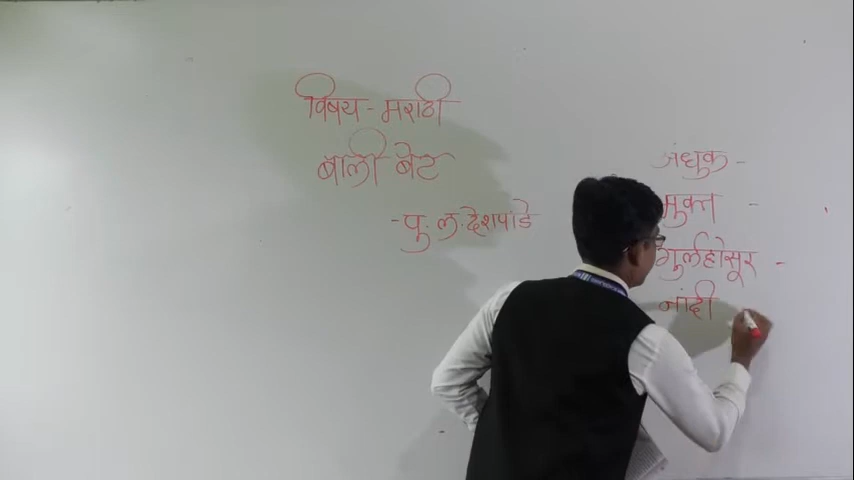 विषय - मराठी
बाली बेट
- पु. ल. देशपांडे
जंधुक -
मुक्त -
गुर्लहोसूर -
नांदी